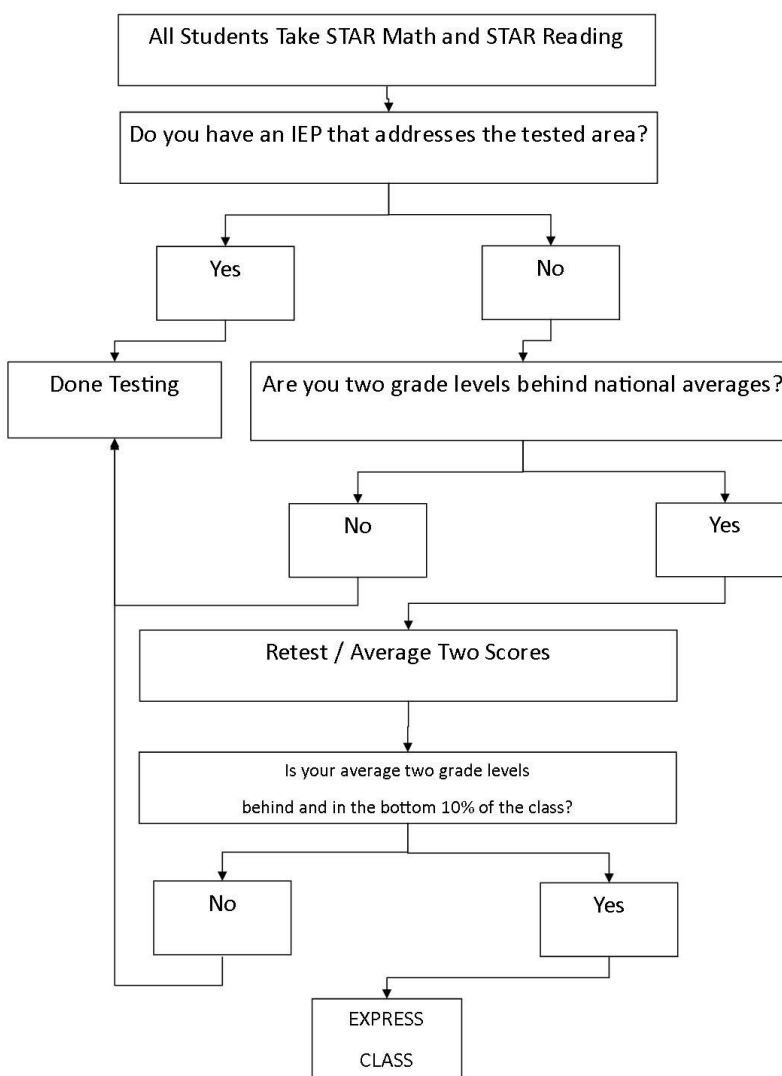 All Students Take STAR Math and STAR Reading
Do you have an IEP that addresses the tested area?
Yes
No
Done Testing
Are you two grade levels behind national averages?
No
Yes
Retest / Average Two Scores
Is your average two grade levels
behind and in the bottom 10% of the class?
No
Yes
EXPRESS
CLASS